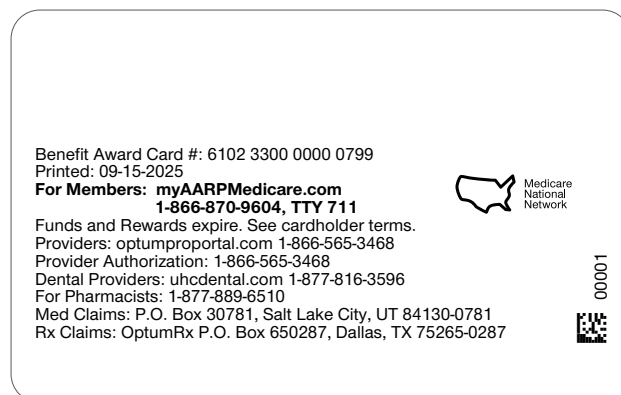 Benefit Award Card #: 6102 3300 0000 0799
Printed: 09-15-2025
For Members: myAARPMedicare.com
1-866-870-9604, TTY 711
Funds and Rewards expire. See cardholder terms.
Providers: optumproportal.com 1-866-565-3468
Provider Authorization: 1-866-565-3468
Dental Providers: uhcdental.com 1-877-816-3596
For Pharmacists: 1-877-889-6510
Med Claims: P.O. Box 30781, Salt Lake City, UT 84130-0781
Rx Claims: OptumRx P.O. Box 650287, Dallas, TX 75265-0287
Medicare
National
Network
00001